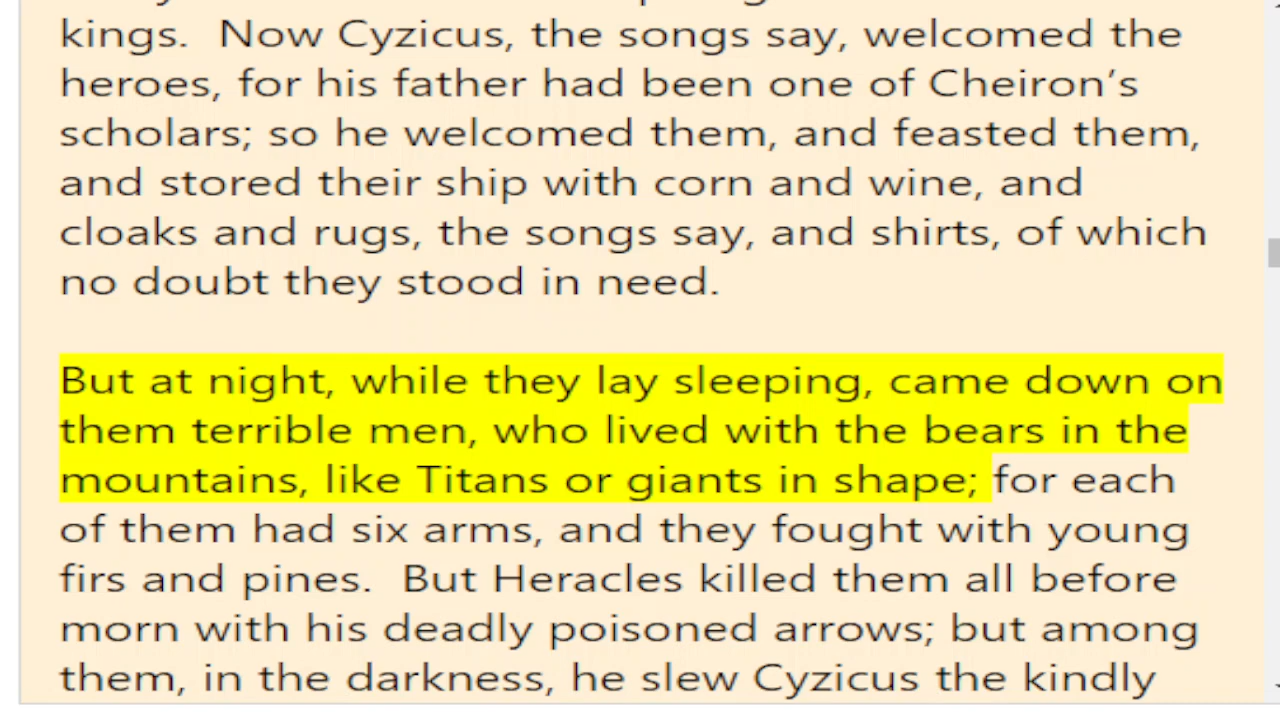 kings.  Now Cyzicus, the songs say, welcomed the
heroes, for his father had been one of Cheiron’s
scholars; so he welcomed them, and feasted them,
and stored their ship with corn and wine, and
cloaks and rugs, the songs say, and shirts, of which
no doubt they stood in need.
But at night, while they lay sleeping, came down on
them terrible men, who lived with the bears in the
mountains, like Titans or giants in shape; for each
of them had six arms, and they fought with young
firs and pines.  But Heracles killed them all before
morn with his deadly poisoned arrows; but among
them, in the darkness, he slew Cyzicus the kindly